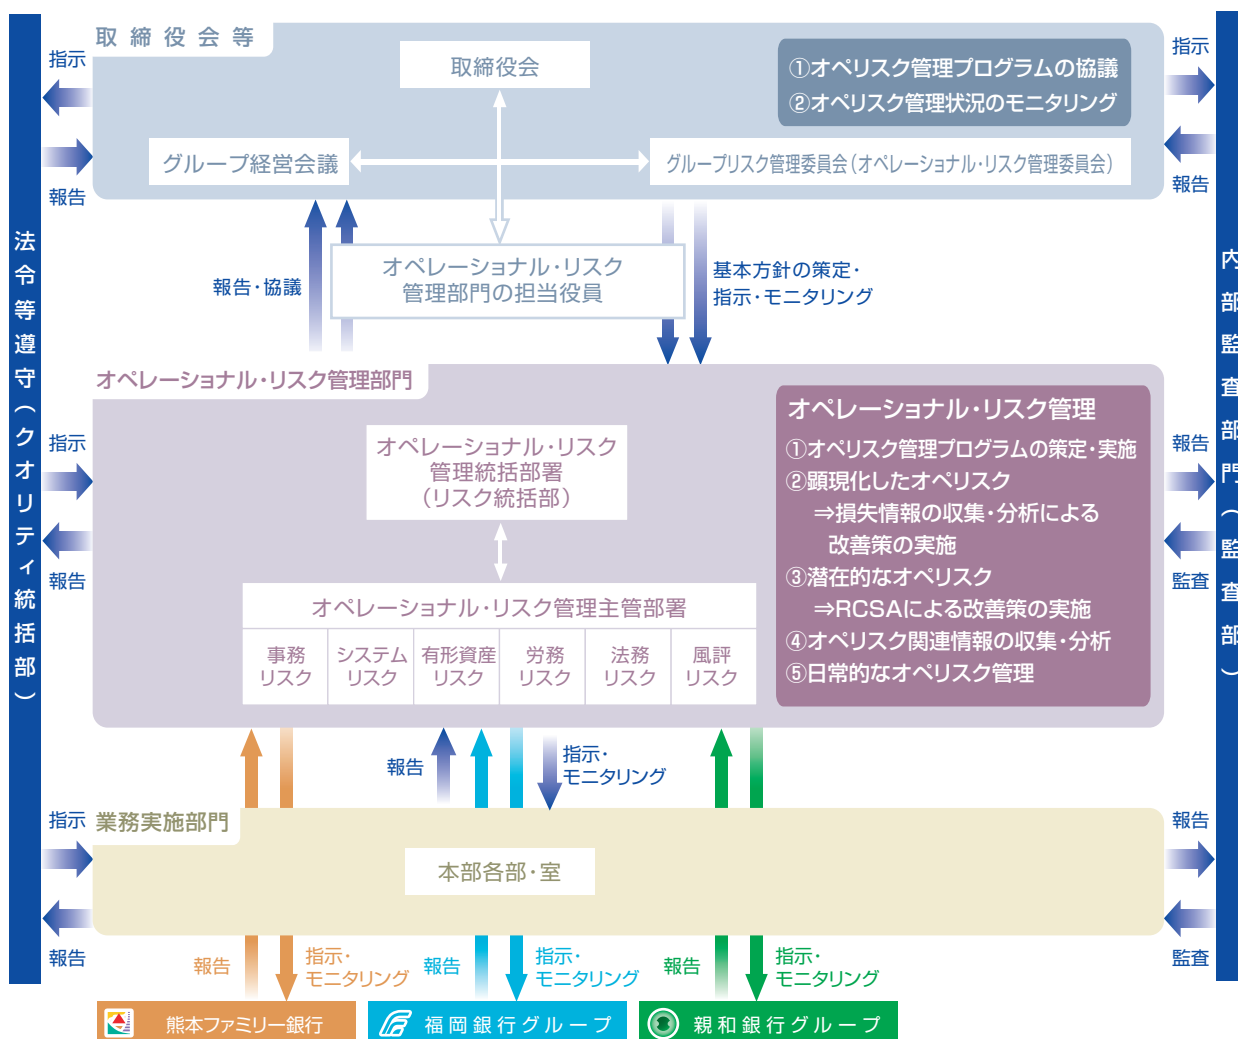 取締役会等
指示
報告
取締役会
①オペリスク管理プログラムの協議
②オペリスク管理状況のモニタリング
指示
報告
グループ経営会議
グループリスク管理委員会(オペレーショナル・リスク管理委員会)
報告・協議
オペレーショナル・リスク
管理部門の担当役員
基本方針の策定・
指示・モニタリング
法令等遵守(クオリティ統括部)
内部監査部門(監査部)
オペレーショナル・リスク管理部門
指示
報告
オペレーショナル・リスク
管理統括部署
(リスク統括部)
オペレーショナル・リスク管理
①オペリスク管理プログラムの策定・実施
②顕現化したオペリスク
⇒損失情報の収集・分析による
改善策の実施
③潜在的なオペリスク
⇒RCSAによる改善策の実施
④オペリスク関連情報の収集・分析
⑤日常的なオペリスク管理
報告
監査
オペレーショナル・リスク管理主管部署
事務
リスク
システム
リスク
有形資産
リスク
労務
リスク
法務
リスク
風評
リスク
報告
指示・
モニタリング
業務実施部門
指示
報告
本部各部・室
報告
監査
報告
指示・
モニタリング
報告
指示・
モニタリング
報告
指示・
モニタリング
熊本ファミリー銀行
福岡銀行グループ
親和銀行グループ